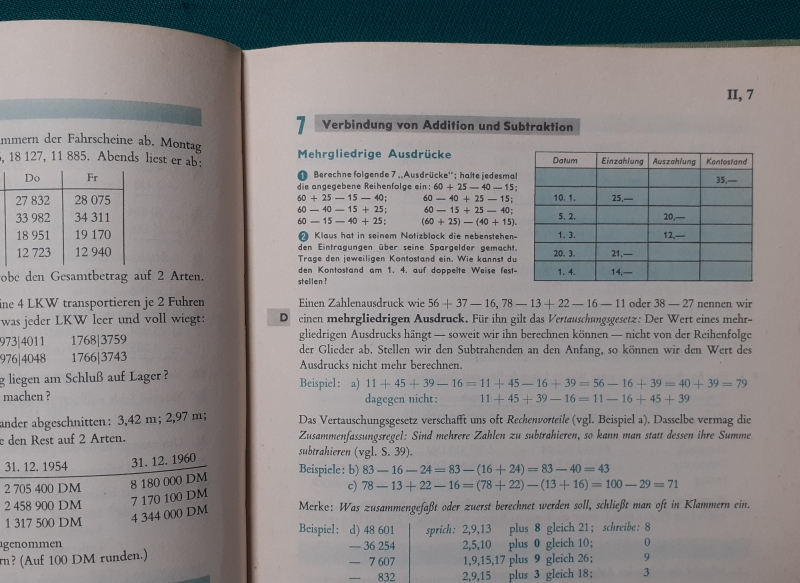 mmern der Fahrscheine ab. Montag
18 127, 11 885. Abends liest er ab:
Do Fr
27 832 28 075
33 982 34 311
18 951 19 170
12 723 12 940
obe den Gesamtbetrag auf 2 Arten.
ine 4 LKW transportieren je 2 Fuhren
was jeder LKW leer und voll wiegt:
973|4011 1768|3759
976|4048 1766|3743
g liegen am Schluß auf Lager?
machen?
ander abgeschnitten: 3,42 m; 2,97 m;
e den Rest auf 2 Arten.
31. 12. 1954 31. 12. 1960
2 705 400 DM 8 180 000 DM
2 458 900 DM 7 170 100 DM
1 317 500 DM 4 344 000 DM
ugenommen
rn? (Auf 100 DM runden.)
II, 7
7 Verbindung von Addition und Subtraktion
Mehrgliedrige Ausdrücke
1 Berechne folgende 7 „Ausdrücke“; halte jedesmal
die angegebene Reihenfolge ein: 60 + 25 — 40 — 15;
60 + 25 — 15 — 40; 60 — 40 + 25 — 15;
60 — 40 — 15 + 25; 60 — 15 + 25 — 40;
60 — 15 — 40 + 25; (60 + 25) — (40 + 15).
2 Klaus hat in seinem Notizblock die nebenstehen-
den Eintragungen über seine Spargelder gemacht.
Trage den jeweiligen Kontostand ein. Wie kannst du
den Kontostand am 1. 4. auf doppelte Weise fest-
stellen?
Datum Einzahlung Auszahlung Kontostand
35,—
10. 1. 25,—
5. 2. 20,—
1. 3. 12,—
20. 3. 21,—
1. 4. 14,—
Einen Zahlenausdruck wie 56 + 37 — 16, 78 — 13 + 22 — 16 — 11 oder 38 — 27 nennen wir
D einen mehrgliedrigen Ausdruck. Für ihn gilt das Vertauschungsgesetz: Der Wert eines mehr-
gliedrigen Ausdrucks hängt — soweit wir ihn berechnen können — nicht von der Reihenfolge
der Glieder ab. Stellen wir den Subtrahenden an den Anfang, so können wir den Wert des
Ausdrucks nicht mehr berechnen.
Beispiel: a) 11 + 45 + 39 — 16 = 11 + 45 — 16 + 39 = 56 — 16 + 39 = 40 + 39 = 79
dagegen nicht: 11 + 45 + 39 — 16 = 11 — 16 + 45 + 39
Das Vertauschungsgesetz verschafft uns oft Rechenvorteile (vgl. Beispiel a). Dasselbe vermag die
Zusammenfassungsregel: Sind mehrere Zahlen zu subtrahieren, so kann man statt dessen ihre Summe
subtrahieren (vgl. S. 39).
Beispiele: b) 83 — 16 — 24 = 83 — (16 + 24) = 83 — 40 = 43
c) 78 — 13 + 22 — 16 = (78 + 22) — (13 + 16) = 100 — 29 = 71
Merke: Was zusammengefaßt oder zuerst berechnet werden soll, schließt man oft in Klammern ein.
Beispiel: d) 48 601 sprich: 2,9,13 plus 8 gleich 21; schreibe: 8
— 36 254 2,5,10 plus 0 gleich 10; 0
— 7 607 1,9,15,17 plus 9 gleich 26; 9
— 832 2,9,15 plus 3 gleich 18; 3